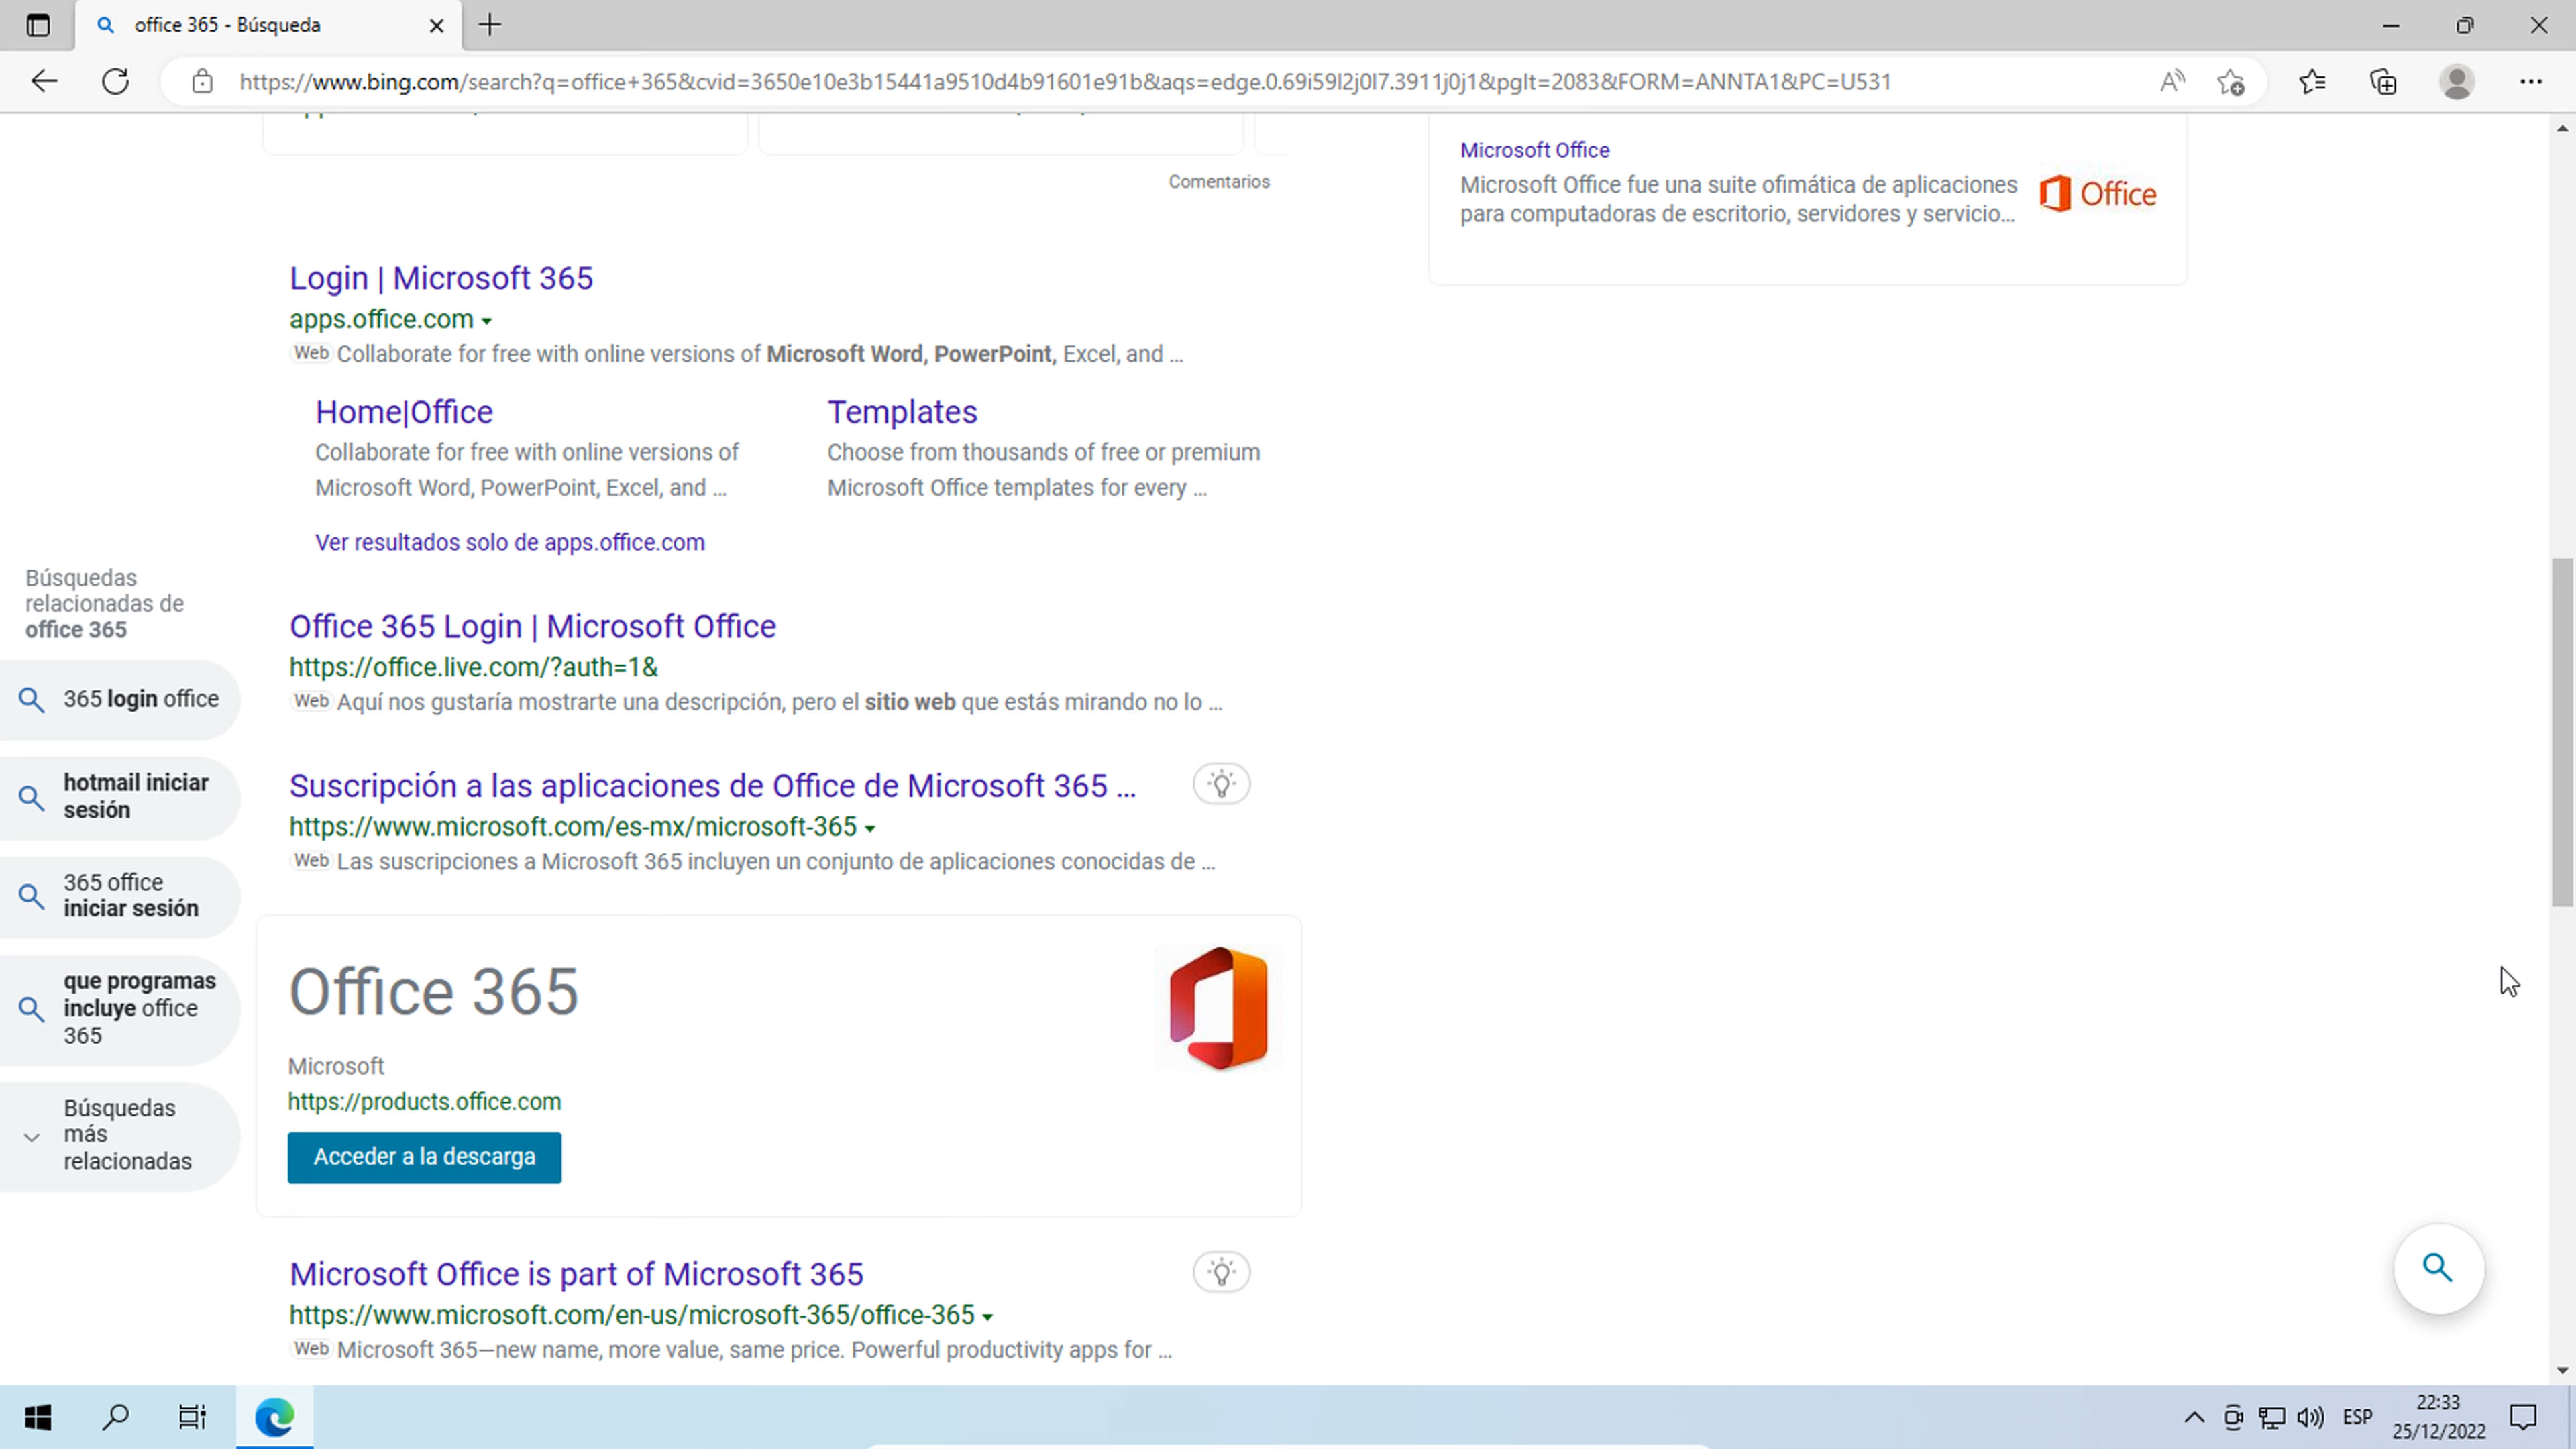 office 365 - Búsqueda
https://www.bing.com/search?q=office+365&cvid=3650e10e3b15441a9510d4b91601e91b&aqs=edge.0.69i59l2j0l7.3911j0j1&pglt=2083&FORM=ANNTA1&PC=U531
Comentarios
Microsoft Office
Microsoft Office fue una suite ofimática de aplicaciones
para computadoras de escritorio, servidores y servicio...
Office
Login | Microsoft 365
apps.office.com
Web Collaborate for free with online versions of Microsoft Word, PowerPoint, Excel, and ...
Home|Office
Collaborate for free with online versions of
Microsoft Word, PowerPoint, Excel, and ...
Templates
Choose from thousands of free or premium
Microsoft Office templates for every ...
Ver resultados solo de apps.office.com
Búsquedas
relacionadas de
office 365
365 login office
hotmail iniciar
sesión
365 office
iniciar sesión
que programas
incluye office
365
Búsquedas
más
relacionadas
Office 365 Login | Microsoft Office
https://office.live.com/?auth=1&
Web Aquí nos gustaría mostrarte una descripción, pero el sitio web que estás mirando no lo ...
Suscripción a las aplicaciones de Office de Microsoft 365 ...
https://www.microsoft.com/es-mx/microsoft-365
Web Las suscripciones a Microsoft 365 incluyen un conjunto de aplicaciones conocidas de ...
Office 365
Microsoft
https://products.office.com
Acceder a la descarga
Microsoft Office is part of Microsoft 365
https://www.microsoft.com/en-us/microsoft-365/office-365
Web Microsoft 365—new name, more value, same price. Powerful productivity apps for ...
ESP
22:33
25/12/2022